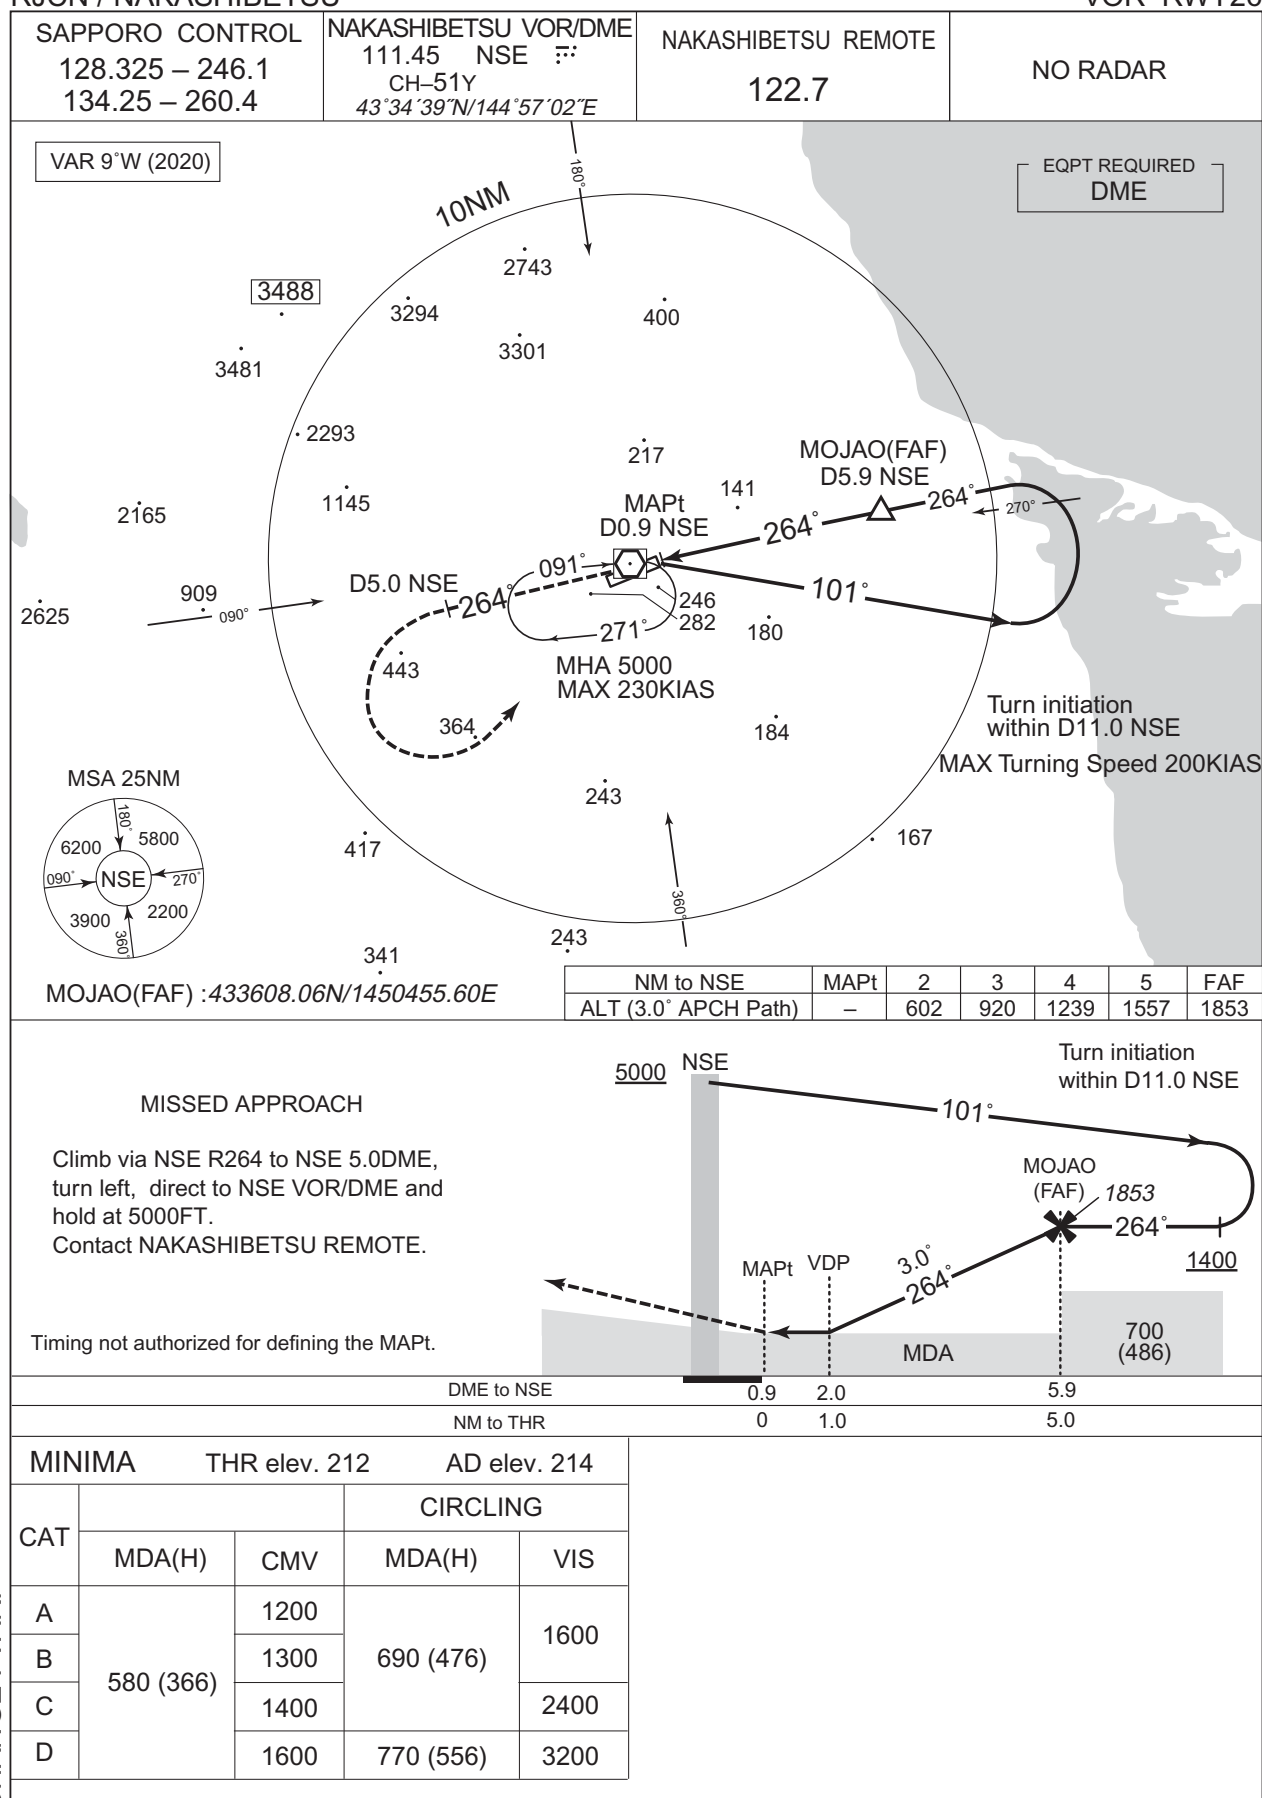 RJCN / NAKASHIBETSU
VOR RWY26
SAPPORO CONTROL
128.325 – 246.1
134.25 – 260.4
NAKASHIBETSU VOR/DME
111.45 NSE
CH–51Y
43°34´39˝N/144°57´02˝E
NAKASHIBETSU REMOTE
122.7
NO RADAR
VAR 9°W (2020)
EQPT REQUIRED
DME
180°
10NM
2743
3488
3294
400
3301
3481
2293
217
MOJAO(FAF)
D5.9 NSE
1145
141
264°
270°
2165
MAPt
D0.9 NSE
264°
091°
D5.0 NSE
264°
101°
909
090°
2625
246
282
271°
180
443
MHA 5000
MAX 230KIAS
364
184
Turn initiation
within D11.0 NSE
MAX Turning Speed 200KIAS
MSA 25NM
180°
6200
5800
090°
NSE
270°
3900
2200
360°
243
417
167
360°
243
341
MOJAO(FAF) :433608.06N/1450455.60E
NM to NSE MAPt 2 3 4 5 FAF
ALT (3.0° APCH Path) – 602 920 1239 1557 1853
MISSED APPROACH
Climb via NSE R264 to NSE 5.0DME,
turn left, direct to NSE VOR/DME and
hold at 5000FT.
Contact NAKASHIBETSU REMOTE.
Timing not authorized for defining the MAPt.
5000
NSE
Turn initiation
within D11.0 NSE
101°
MOJAO
(FAF)
1853
264°
1400
MAPt
VDP
3.0°
264°
MDA
700
(486)
DME to NSE 0.9 2.0 5.9
NM to THR 0 1.0 5.0
MINIMA THR elev. 212 AD elev. 214
CAT
CIRCLING
MDA(H) CMV MDA(H) VIS
A 1200
B 1300
C 1400
D 1600
580 (366)
690 (476)
770 (556)
1600
2400
3200